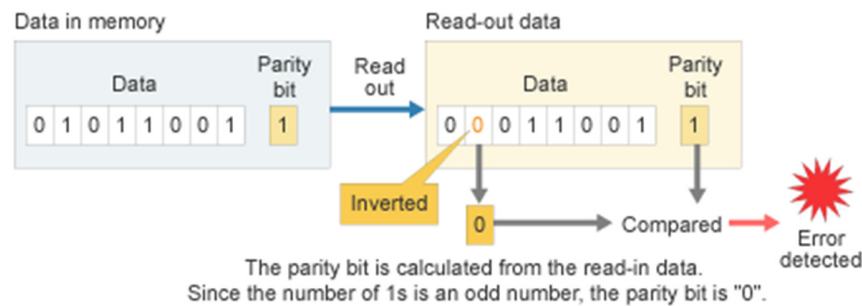 Data in memory
Data
Parity
bit
0 1 0 1 1 0 0 1
1
Read
out
Read-out data
Data
Parity
bit
0 0 0 1 1 0 0 1
1
Inverted
0
Compared
Error
detected
The parity bit is calculated from the read-in data.
Since the number of 1s is an odd number, the parity bit is "0".